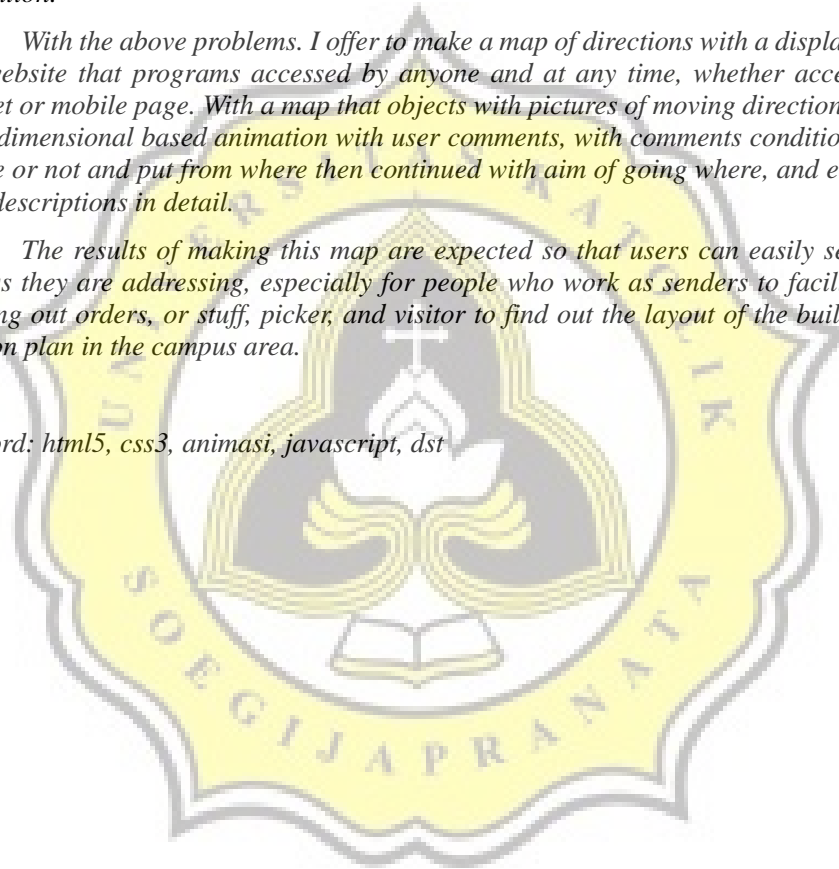 With the above problems. I offer to make a map of directions with a displa
website that programs accessed by anyone and at any time, whether acce
et or mobile page. With a map that objects with pictures of moving direction
dimensional based animation with user comments, with comments conditio
e or not and put from where then continued with aim of going where, and e
descriptions in detail.
The results of making this map are expected so that users can easily se
s they are addressing, especially for people who work as senders to facili
ng out orders, or stuff, picker, and visitor to find out the layout of the buil
on plan in the campus area.
ord: html5, css3, animasi, javascript, dst
UNIVERSITAS KATOLIK
SOEGIJAPRANATA